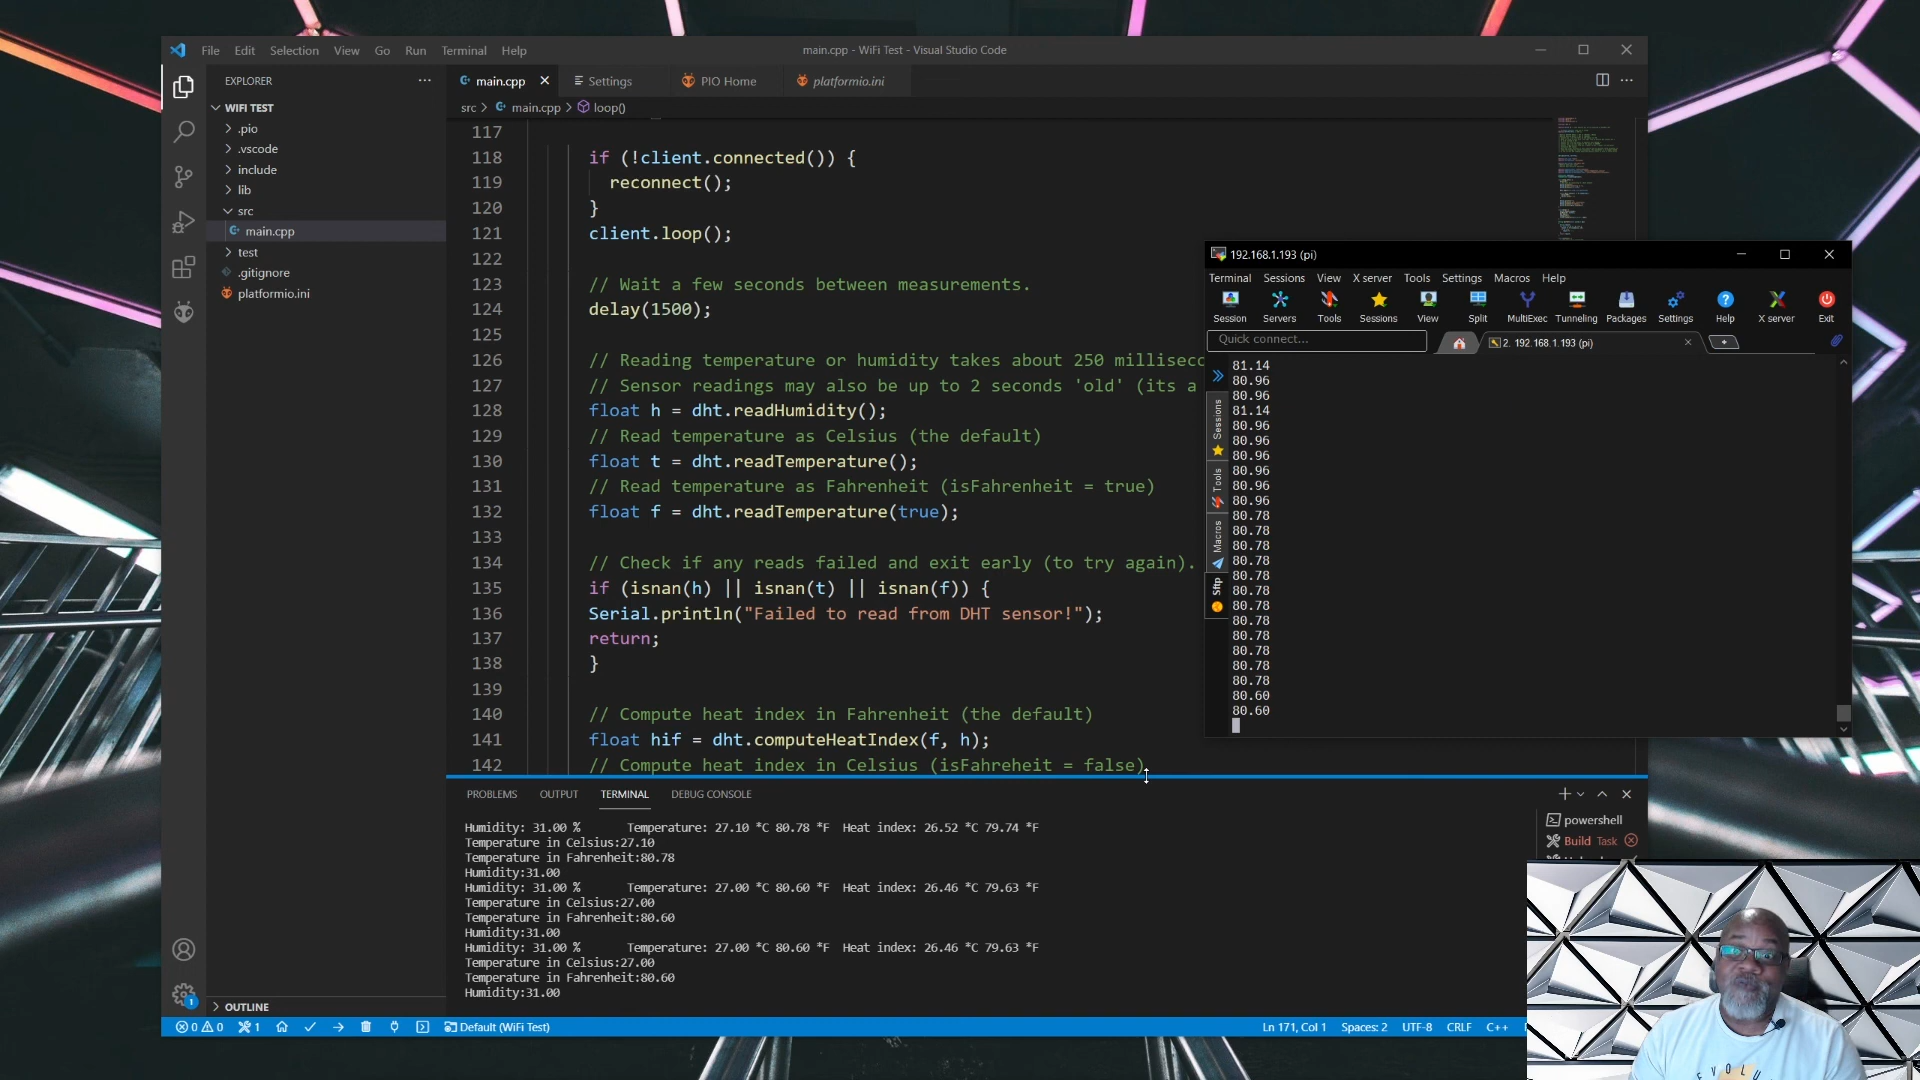 File Edit Selection View Go Run Terminal Help
main.cpp - WiFi Test - Visual Studio Code
EXPLORER
WIFI TEST
.pio
.vscode
include
lib
src
main.cpp
test
.gitignore
platformio.ini
OUTLINE
main.cpp Settings PIO Home platformio.ini
src > main.cpp > loop()
117
118 if (!client.connected()) {
119 reconnect();
120 }
121 client.loop();
122
123 // Wait a few seconds between measurements.
124 delay(1500);
125
126 // Reading temperature or humidity takes about 250 millisec
127 // Sensor readings may also be up to 2 seconds 'old' (its a
128 float h = dht.readHumidity();
129 // Read temperature as Celsius (the default)
130 float t = dht.readTemperature();
131 // Read temperature as Fahrenheit (isFahrenheit = true)
132 float f = dht.readTemperature(true);
133
134 // Check if any reads failed and exit early (to try again).
135 if (isnan(h) || isnan(t) || isnan(f)) {
136 Serial.println("Failed to read from DHT sensor!");
137 return;
138 }
139
140 // Compute heat index in Fahrenheit (the default)
141 float hif = dht.computeHeatIndex(f, h);
142 // Compute heat index in Celsius (isFahreheit = false)
192.168.1.193 (pi)
Terminal Sessions View X server Tools Settings Macros Help
Session Servers Tools Sessions View Split MultiExec Tunneling Packages Settings Help X server Exit
Quick connect...
2. 192.168.1.193 (pi)
Sessions
Tools
Macros
Sftp
81.14
80.96
80.96
81.14
80.96
80.96
80.96
80.96
80.96
80.96
80.78
80.78
80.78
80.78
80.78
80.78
80.78
80.78
80.78
80.78
80.78
80.78
80.60
80.60
PROBLEMS OUTPUT TERMINAL DEBUG CONSOLE
Humidity: 31.00 % Temperature: 27.10 *C 80.78 *F Heat index: 26.52 *C 79.74 *F
Temperature in Celsius:27.10
Temperature in Fahrenheit:80.78
Humidity:31.00
Humidity: 31.00 % Temperature: 27.00 *C 80.60 *F Heat index: 26.46 *C 79.63 *F
Temperature in Celsius:27.00
Temperature in Fahrenheit:80.60
Humidity:31.00
Humidity: 31.00 % Temperature: 27.00 *C 80.60 *F Heat index: 26.46 *C 79.63 *F
Temperature in Celsius:27.00
Temperature in Fahrenheit:80.60
Humidity:31.00
powershell
Build Task
1
0 0 1 Default (WiFi Test) Ln 171, Col 1 Spaces: 2 UTF-8 CRLF C++